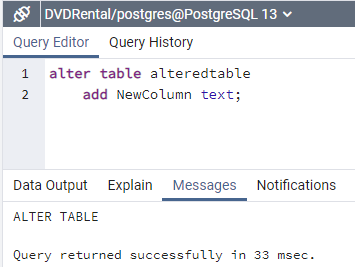 DVDRental/postgres@PostgreSQL 13
Query Editor Query History
1 alter table alteredtable
2 add NewColumn text;
Data Output Explain Messages Notifications
ALTER TABLE
Query returned successfully in 33 msec.